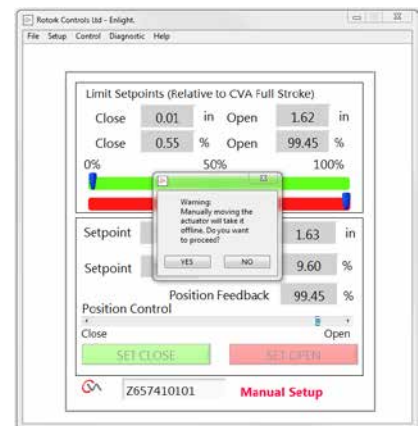 Rotork Controls Ltd - Enlight.
File Setup Control Diagnostic Help
Limit Setpoints (Relative to CVA Full Stroke)
Close 0.01 in Open 1.62 in
Close 0.55 % Open 99.45 %
0% 50% 100%
Warning:
Manually moving the
actuator will take it
offline. Do you want
to proceed?
YES NO
Setpoint 1.63 in
Setpoint 9.60 %
Position Feedback 99.45 %
Position Control
Close Open
SET CLOSE SET OPEN
CVA Z657410101 Manual Setup